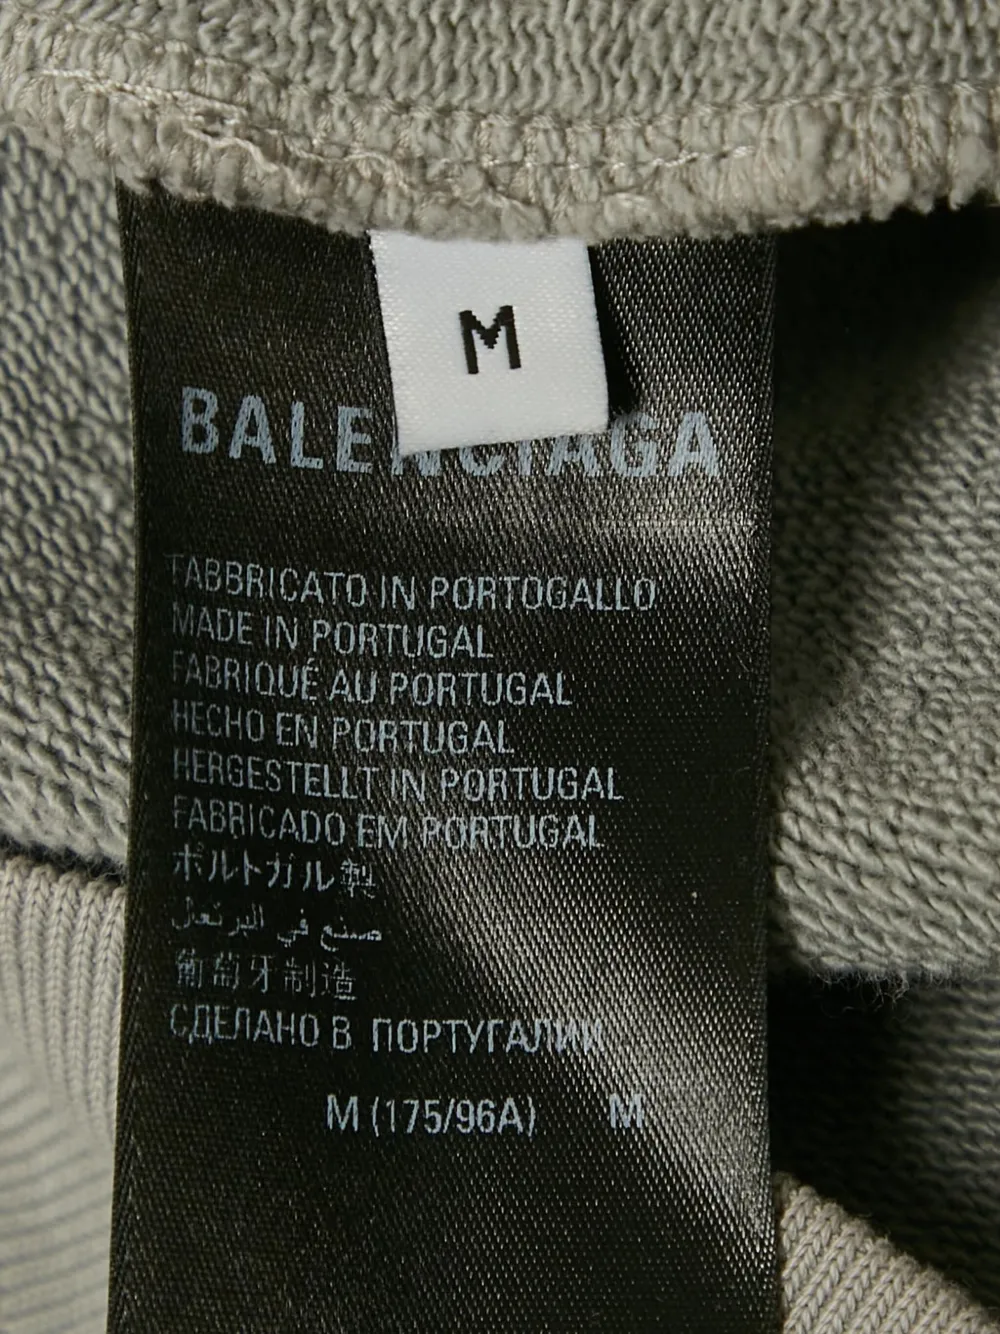 M
BALENCIAGA
FABBRICATO IN PORTOGALLO
MADE IN PORTUGAL
FABRIQUÉ AU PORTUGAL
HECHO EN PORTUGAL
HERGESTELLT IN PORTUGAL
FABRICADO EM PORTUGAL
ポルトガル製
صنع في البرتغال
葡萄牙制造
СДЕЛАНО В ПОРТУГАЛИИ
M (175/96A) M